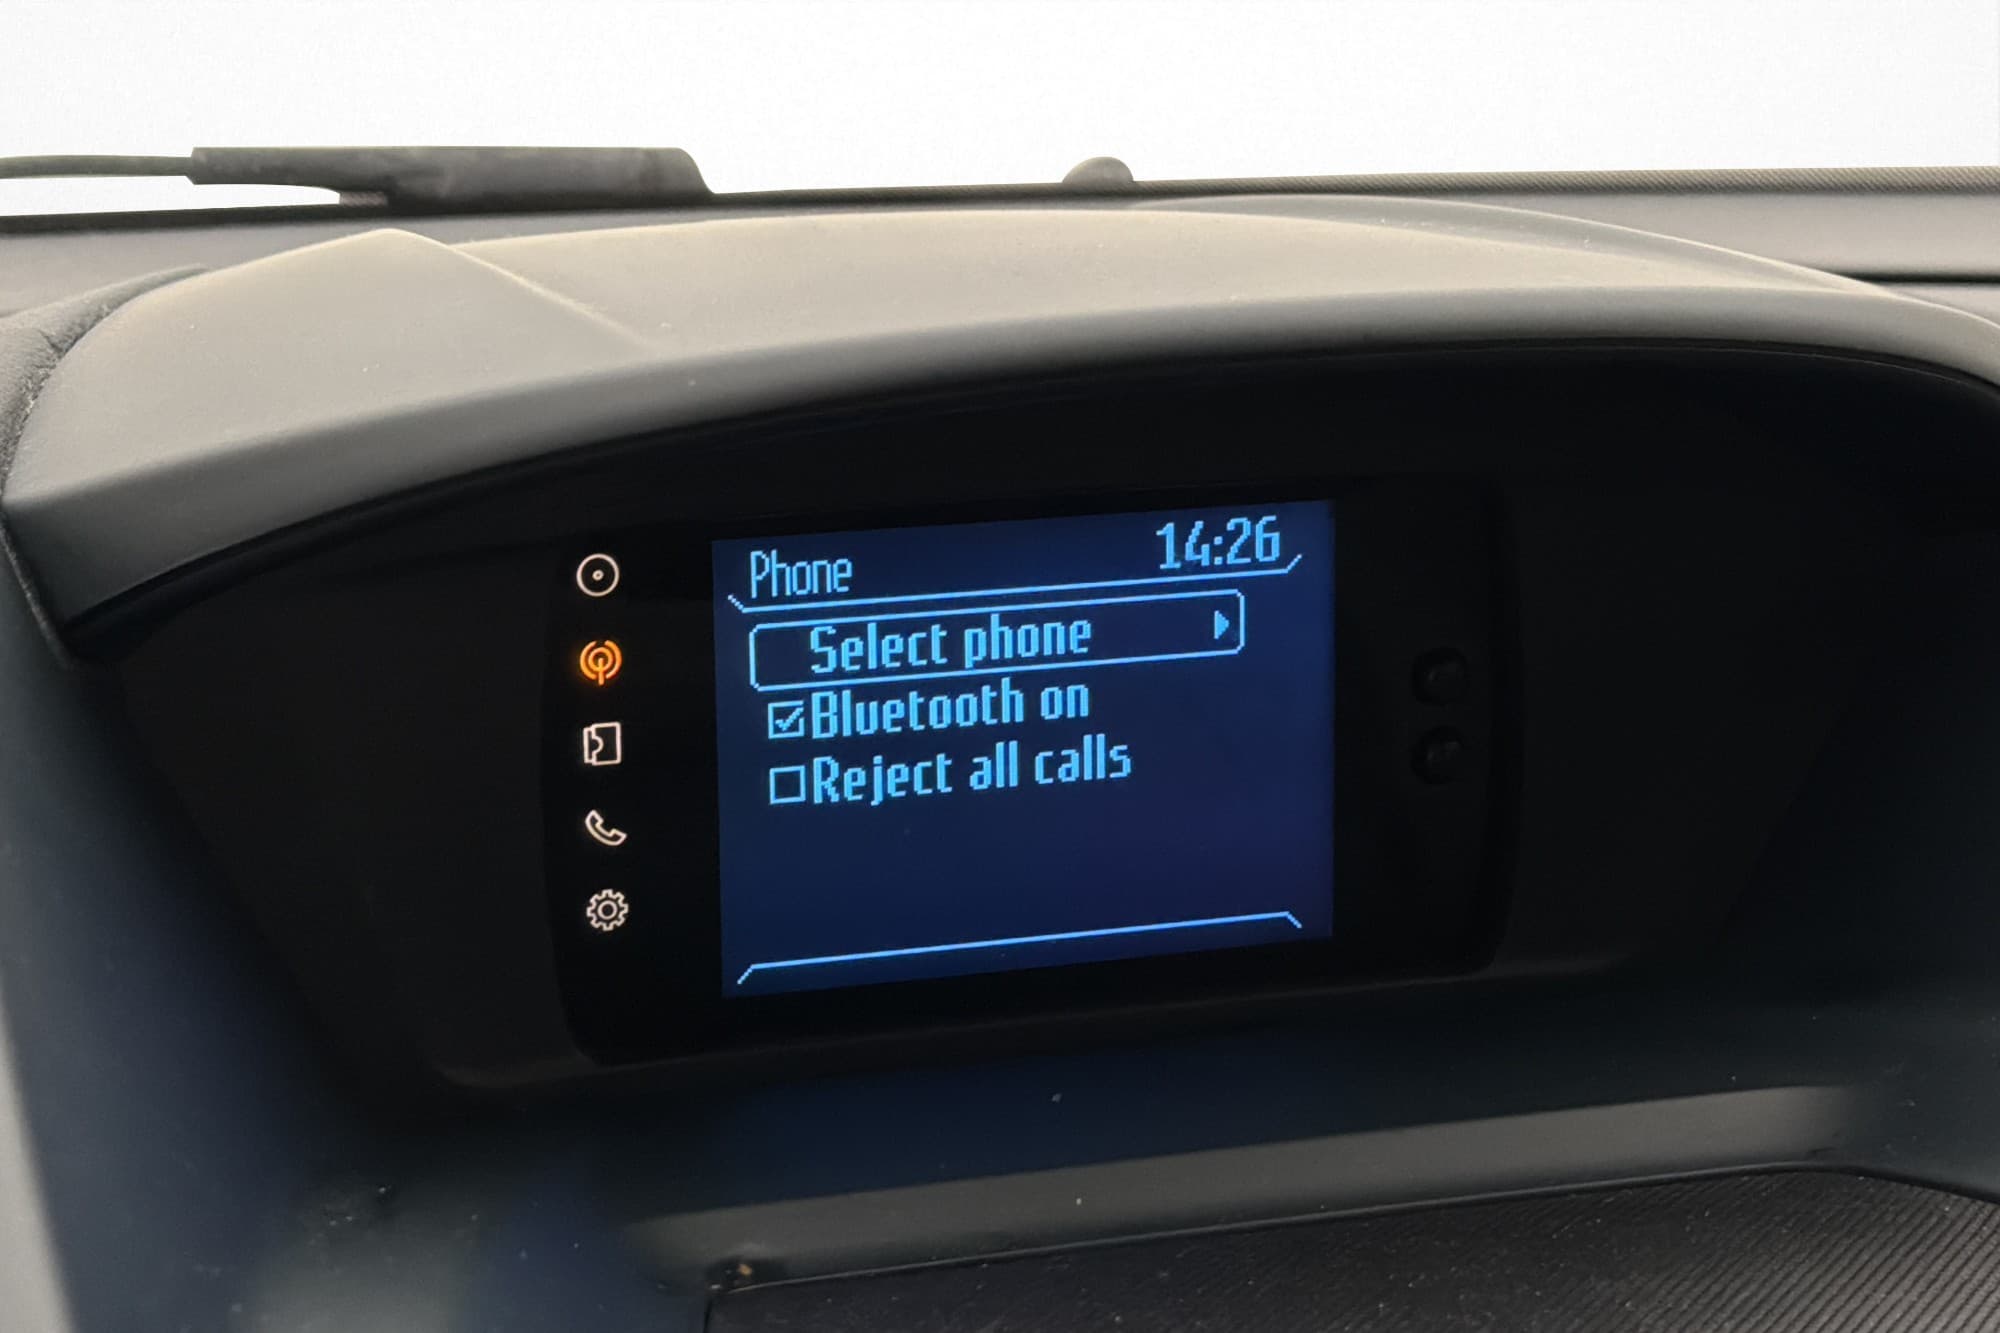 Phone 14:26
Select phone
Bluetooth on
Reject all calls